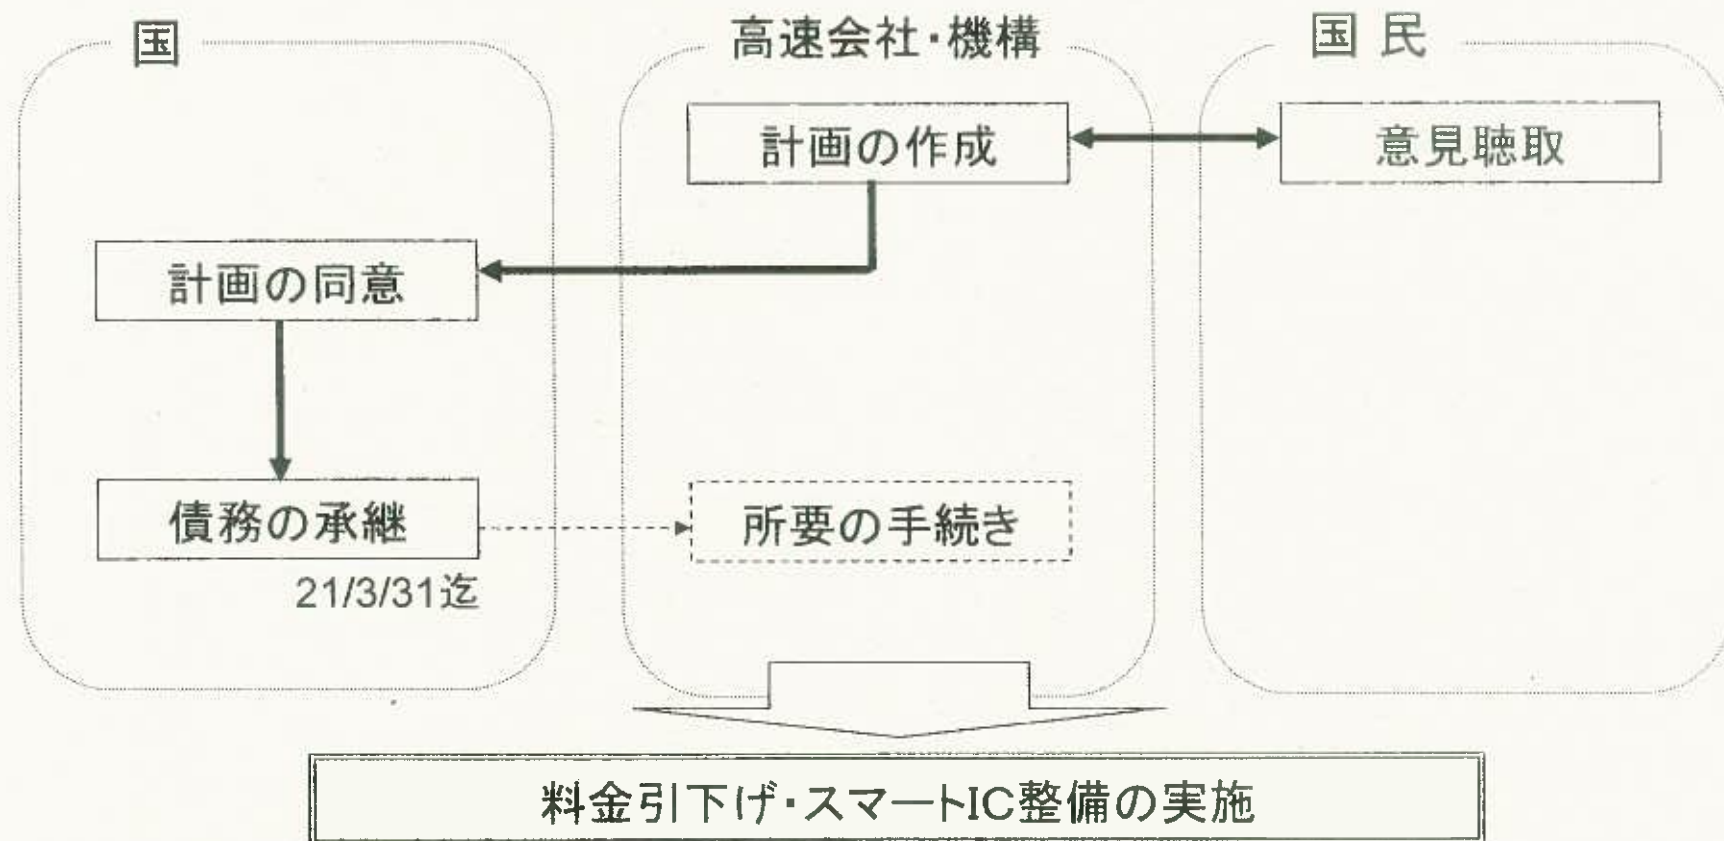 国
高速会社・機構
国 民
計画の作成
意見聴取
計画の同意
債務の承継
所要の手続き
21/3/31迄
料金引下げ・スマートIC整備の実施